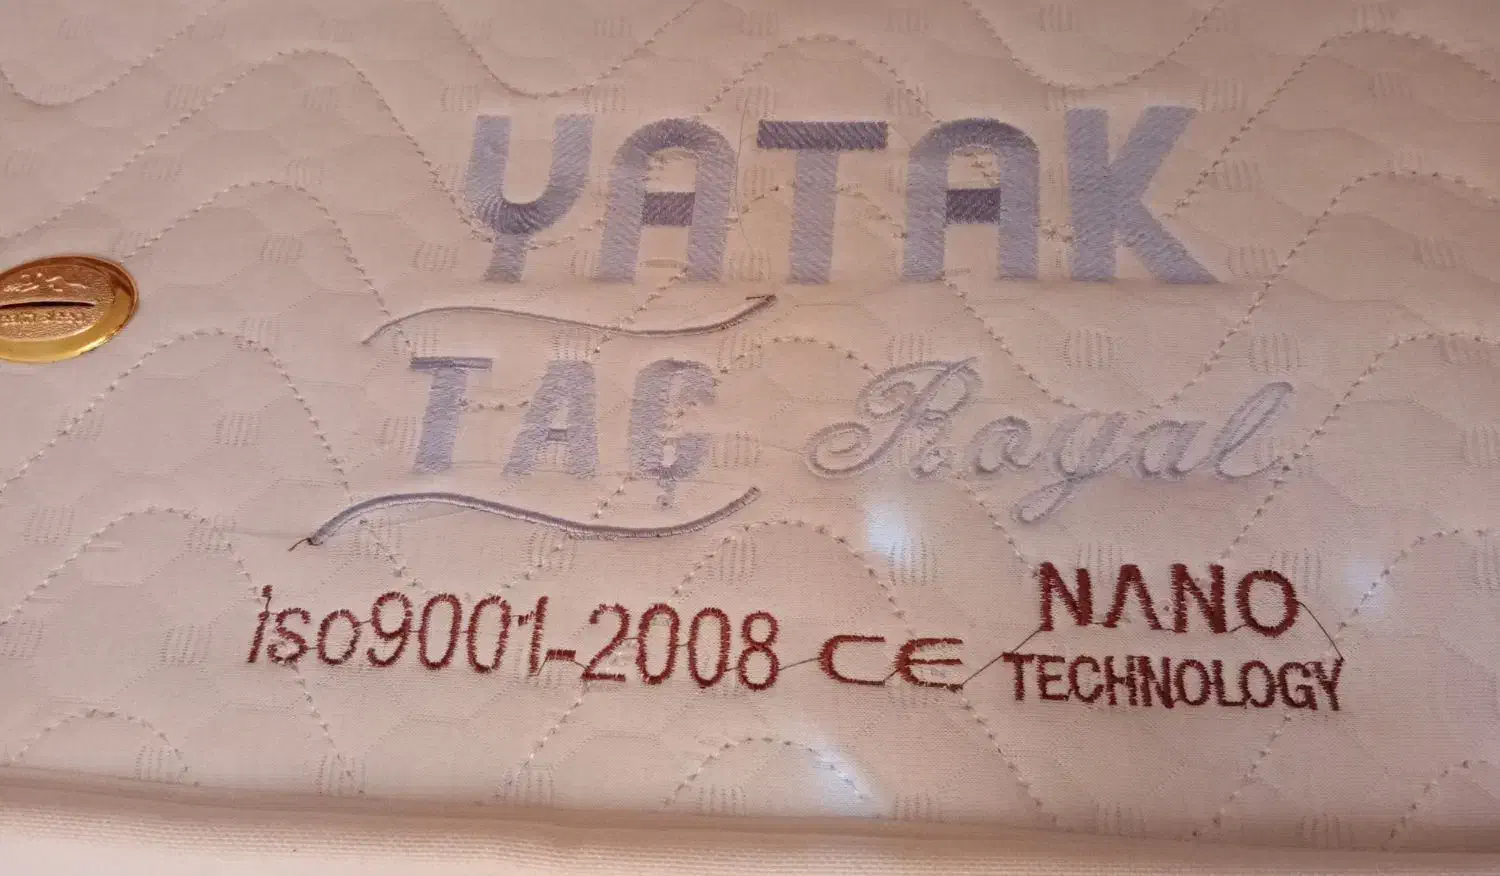 YATAK
TAÇ Royal
iso9001-2008 CE NANO
TECHNOLOGY